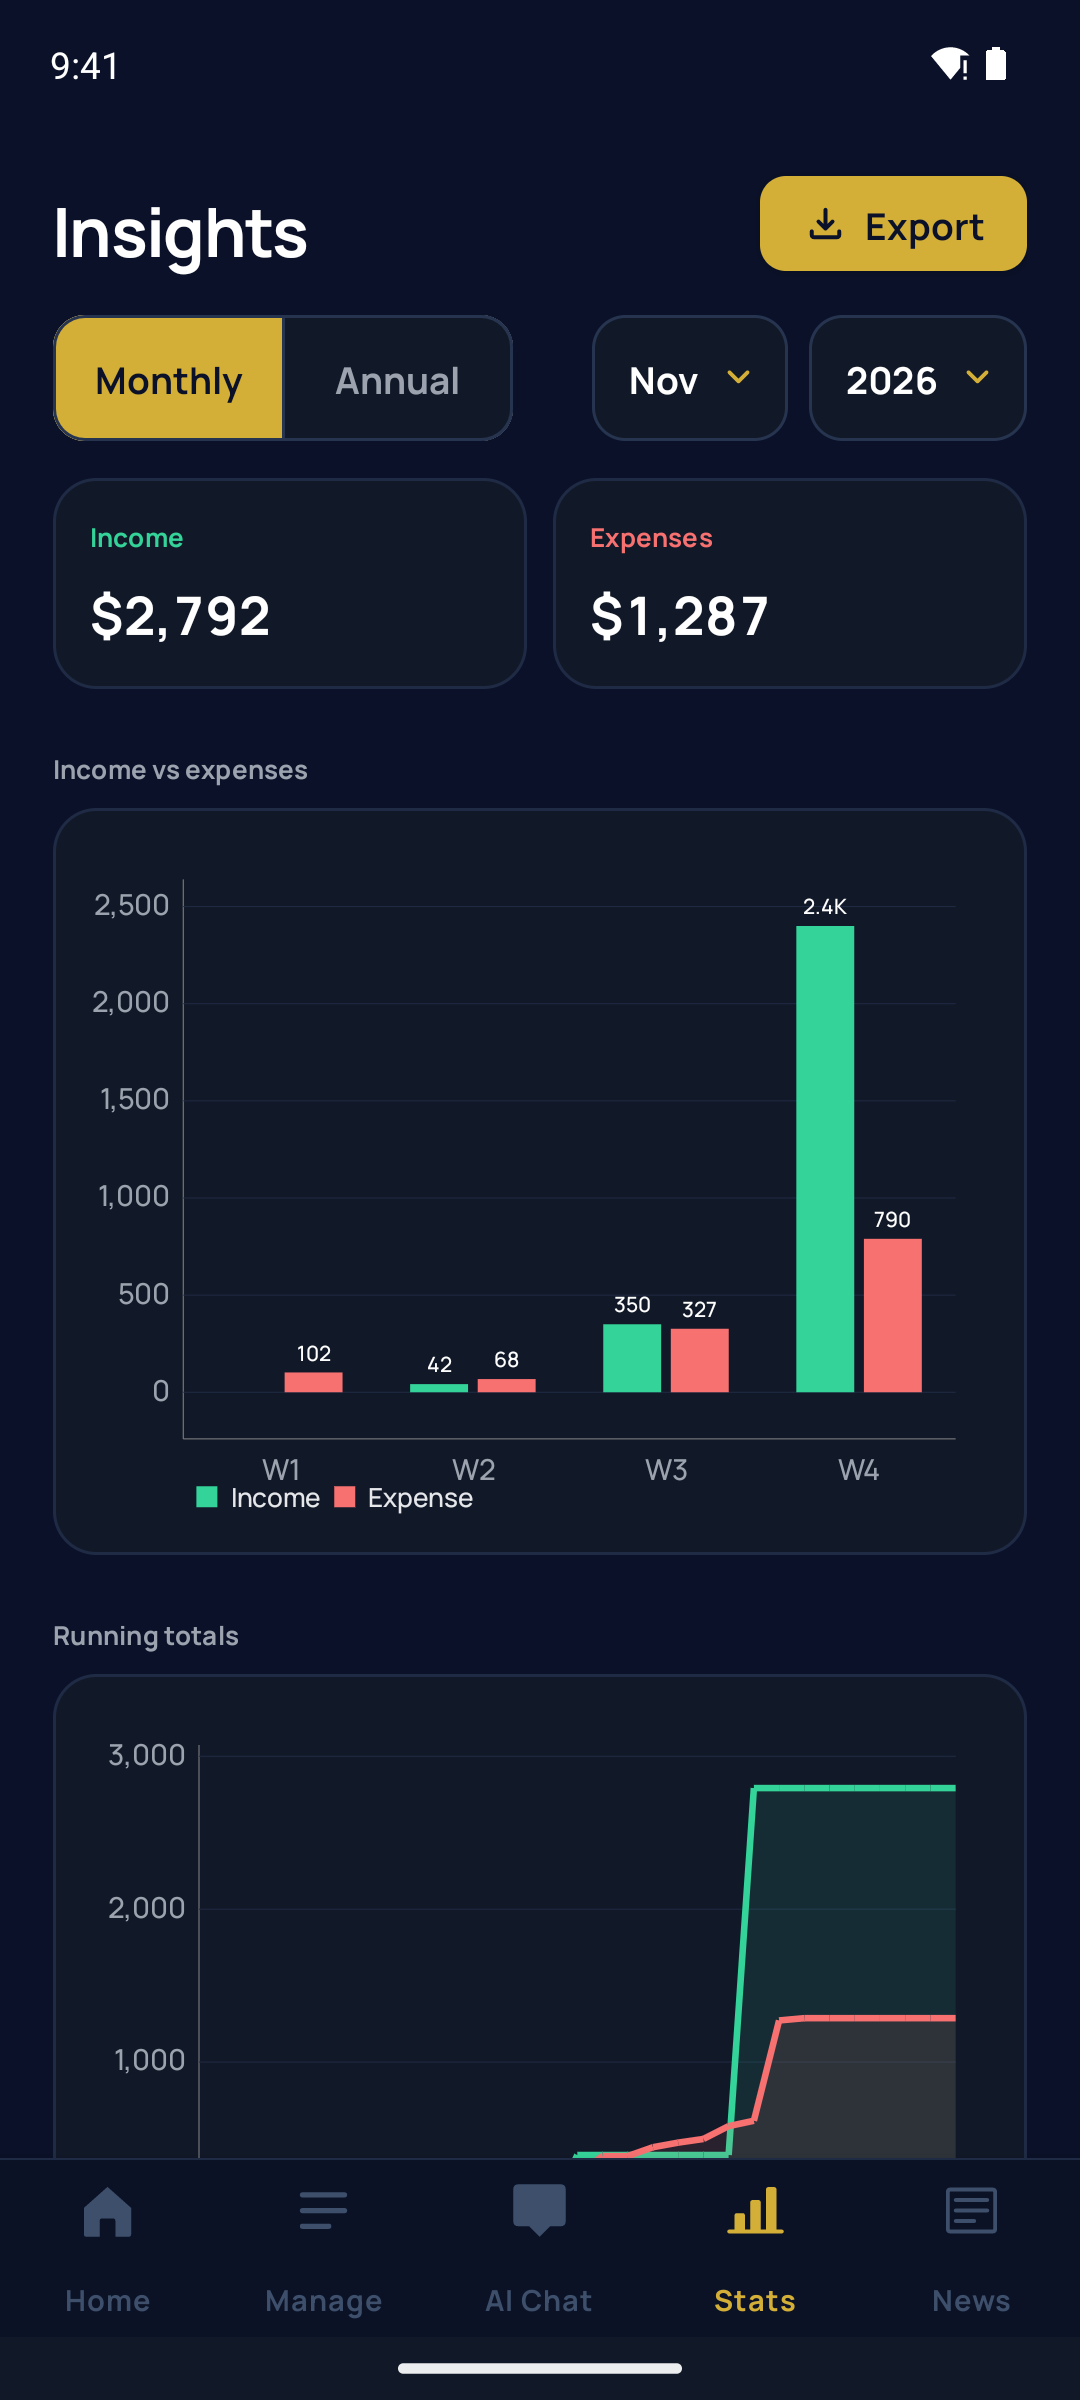 9:41
Insights
Export
Monthly
Annual
Nov
2026
Income
$2,792
Expenses
$1,287
Income vs expenses
2,500
2,000
1,500
1,000
500
0
102
42
68
350
327
2.4K
790
W1
W2
W3
W4
Income
Expense
Running totals
3,000
2,000
1,000
Home
Manage
AI Chat
Stats
News